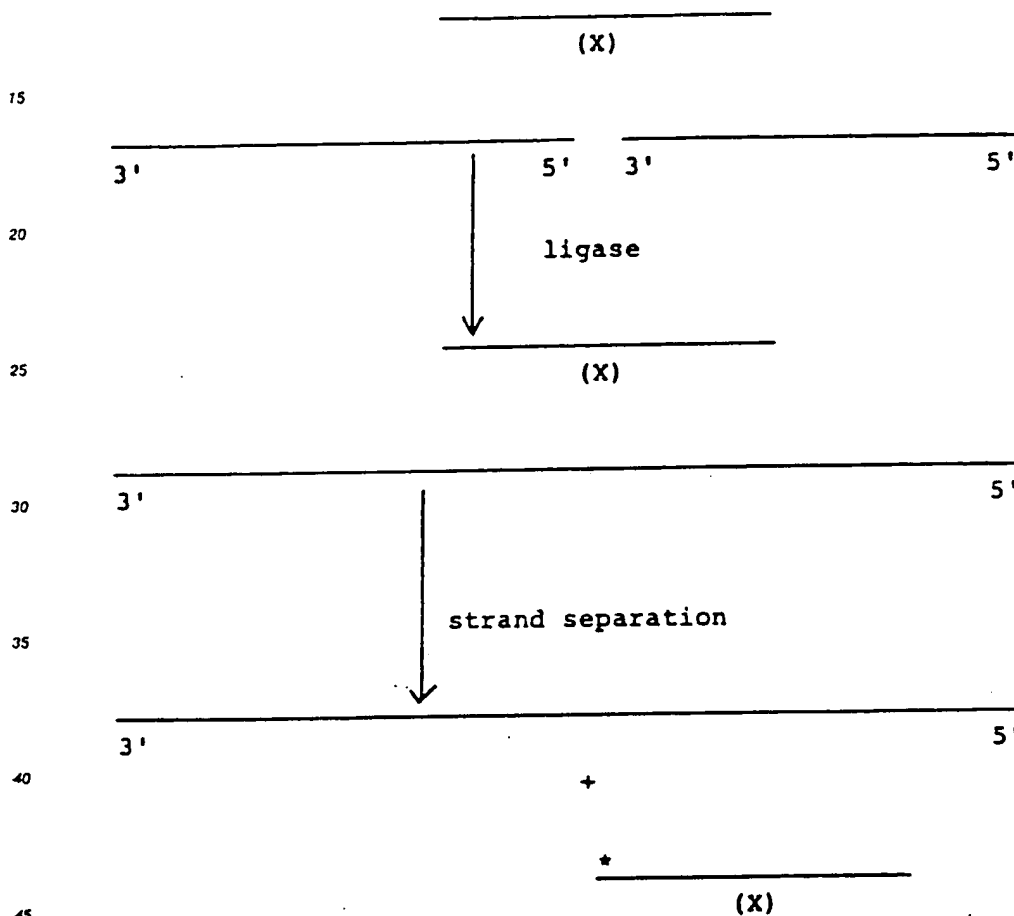 (X)
15
3' 5' 3' 5'
20
ligase
25
(X)
30
3' 5'
35
strand separation
3' 5'
40
+
*
(X)
45